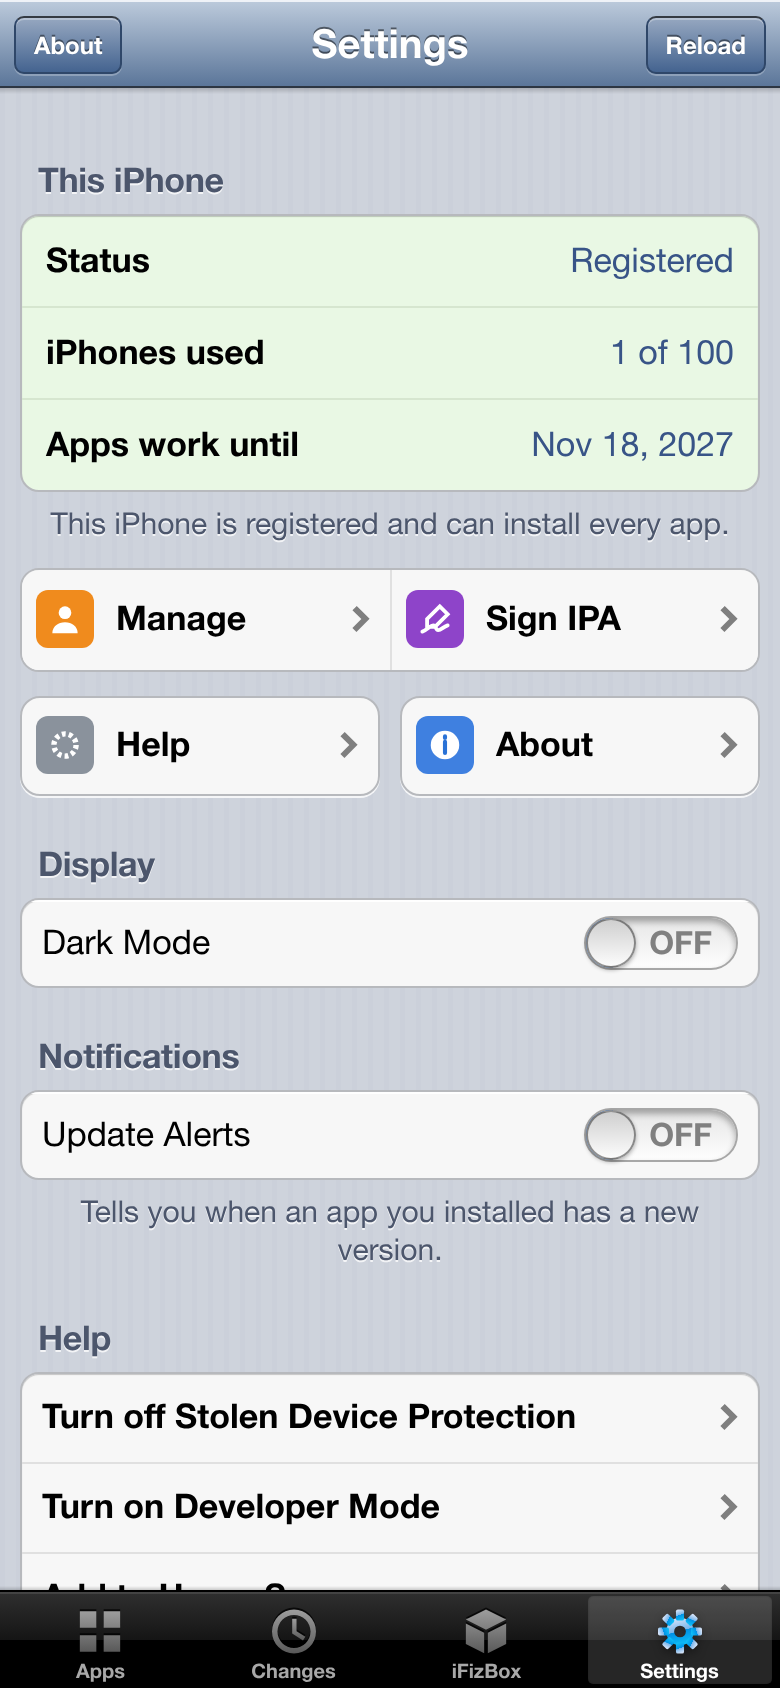 About
Settings
Reload
This iPhone
Status
Registered
iPhones used
1 of 100
Apps work until
Nov 18, 2027
This iPhone is registered and can install every app.
Manage
Sign IPA
Help
About
Display
Dark Mode
OFF
Notifications
Update Alerts
OFF
Tells you when an app you installed has a new
version.
Help
Turn off Stolen Device Protection
Turn on Developer Mode
Apps
Changes
iFizBox
Settings